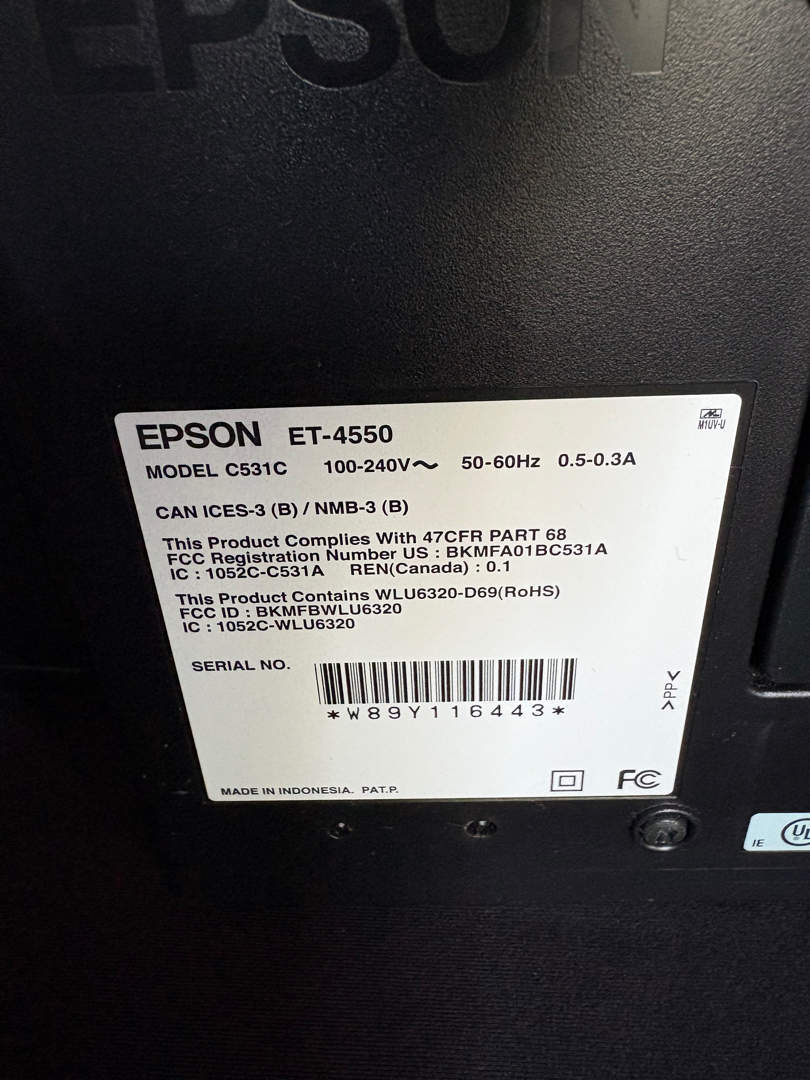 EPSON
EPSON ET-4550
M1UV-U
MODEL C531C 100-240V～ 50-60Hz 0.5-0.3A
CAN ICES-3 (B) / NMB-3 (B)
This Product Complies With 47CFR PART 68
FCC Registration Number US : BKMFA01BC531A
IC : 1052C-C531A REN(Canada) : 0.1
This Product Contains WLU6320-D69(RoHS)
FCC ID : BKMFBWLU6320
IC : 1052C-WLU6320
SERIAL NO.
*W89Y116443*
>PP<
MADE IN INDONESIA. PAT.P.
FC
IE
UL